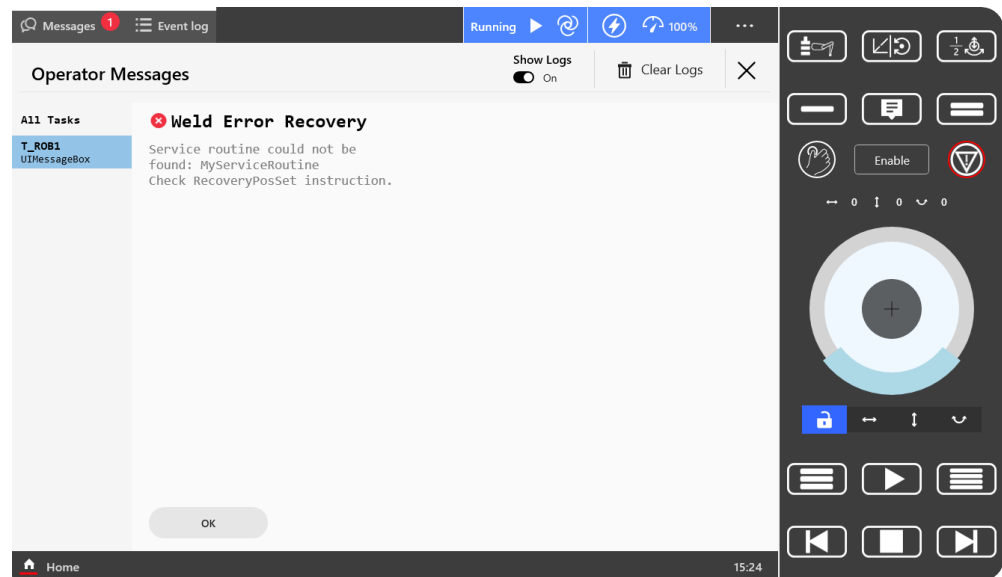 Messages 1 Event log Running 100% ...
Operator Messages Show Logs On Clear Logs
All Tasks
T_ROB1
UIMessageBox
Weld Error Recovery
Service routine could not be
found: MyServiceRoutine
Check RecoveryPosSet instruction.
OK
Home 15:24
1
2
Enable
0 0 0